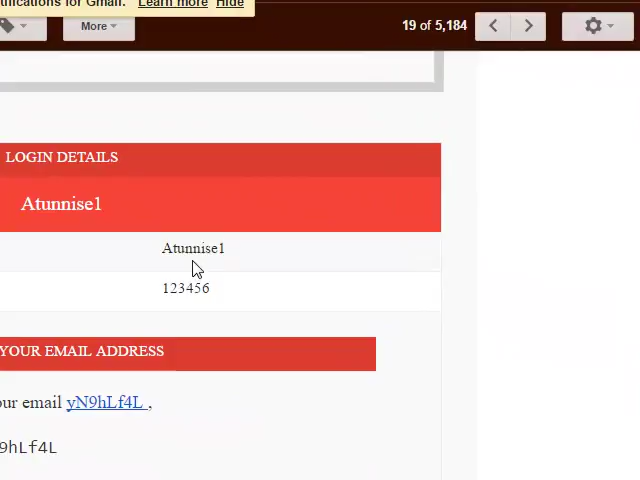 tifications for Gmail. Learn more Hide
More
19 of 5,184
LOGIN DETAILS
Atunnise1
Atunnise1
123456
YOUR EMAIL ADDRESS
our email yN9hLf4L ,
9hLf4L